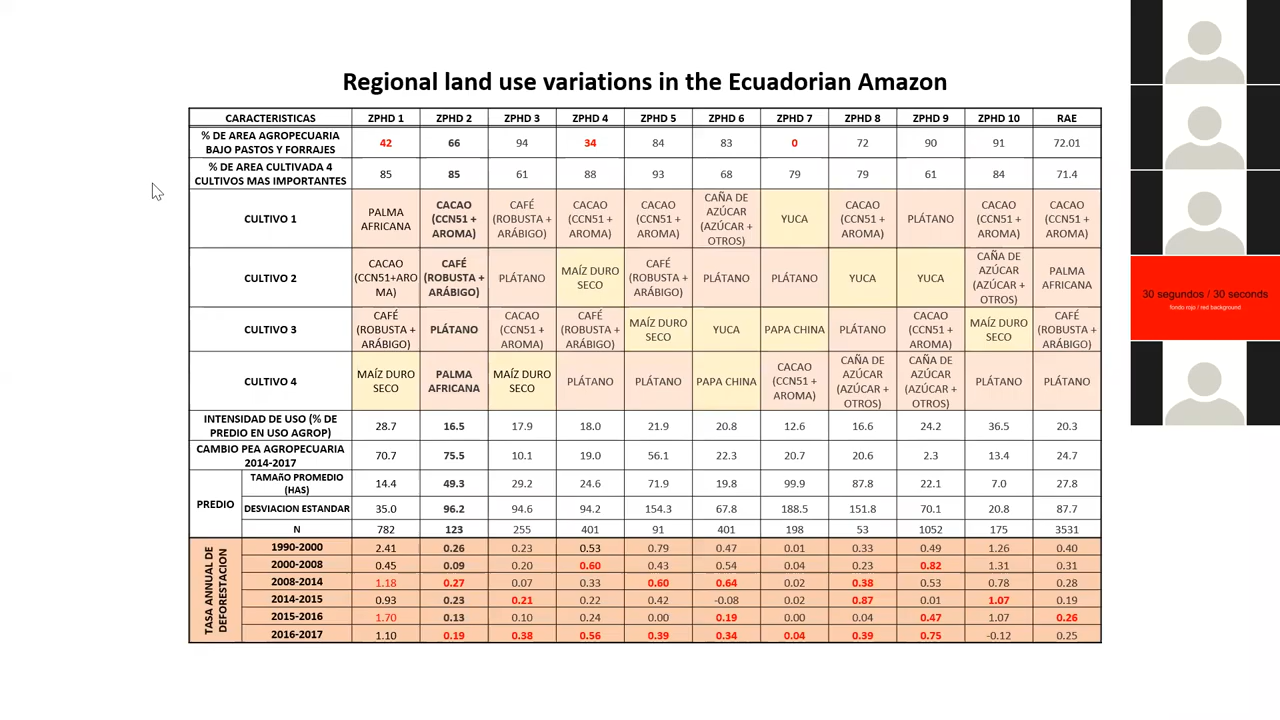 Regional land use variations in the Ecuadorian Amazon
CARACTERISTICAS ZPHD 1 ZPHD 2 ZPHD 3 ZPHD 4 ZPHD 5 ZPHD 6 ZPHD 7 ZPHD 8 ZPHD 9 ZPHD 10 RAE
% DE AREA AGROPECUARIA BAJO PASTOS Y FORRAJES 42 66 94 34 84 83 0 72 90 91 72.01
% DE AREA CULTIVADA 4 CULTIVOS MAS IMPORTANTES 85 85 61 88 93 68 79 79 61 84 71.4
CULTIVO 1 PALMA AFRICANA CACAO (CCN51 + AROMA) CAFÉ (ROBUSTA + ARÁBIGO) CACAO (CCN51 + AROMA) CACAO (CCN51 + AROMA) CAÑA DE AZÚCAR (AZÚCAR + OTROS) YUCA CACAO (CCN51 + AROMA) PLÁTANO CACAO (CCN51 + AROMA) CACAO (CCN51 + AROMA)
CULTIVO 2 CACAO (CCN51+ARO MA) CAFÉ (ROBUSTA + ARÁBIGO) PLÁTANO MAÍZ DURO SECO CAFÉ (ROBUSTA + ARÁBIGO) PLÁTANO PLÁTANO YUCA YUCA CAÑA DE AZÚCAR (AZÚCAR + OTROS) PALMA AFRICANA
CULTIVO 3 CAFÉ (ROBUSTA + ARÁBIGO) PLÁTANO CACAO (CCN51 + AROMA) CAFÉ (ROBUSTA + ARÁBIGO) MAÍZ DURO SECO YUCA PAPA CHINA PLÁTANO CACAO (CCN51 + AROMA) MAÍZ DURO SECO CAFÉ (ROBUSTA + ARÁBIGO)
CULTIVO 4 MAÍZ DURO SECO PALMA AFRICANA MAÍZ DURO SECO PLÁTANO PLÁTANO PAPA CHINA CACAO (CCN51 + AROMA) CAÑA DE AZÚCAR (AZÚCAR + OTROS) CAÑA DE AZÚCAR (AZÚCAR + OTROS) PLÁTANO PLÁTANO
INTENSIDAD DE USO (% DE PREDIO EN USO AGROP) 28.7 16.5 17.9 18.0 21.9 20.8 12.6 16.6 24.2 36.5 20.3
CAMBIO PEA AGROPECUARIA 2014-2017 70.7 75.5 10.1 19.0 56.1 22.3 20.7 20.6 2.3 13.4 24.7
PREDIO
TAMAñO PROMEDIO (HAS) 14.4 49.3 29.2 24.6 71.9 19.8 99.9 87.8 22.1 7.0 27.8
DESVIACION ESTANDAR 35.0 96.2 94.6 94.2 154.3 67.8 188.5 151.8 70.1 20.8 87.7
N 782 123 255 401 91 401 198 53 1052 175 3531
TASA ANNUAL DE DEFORESTACION
1990-2000 2.41 0.26 0.23 0.53 0.79 0.47 0.01 0.33 0.49 1.26 0.40
2000-2008 0.45 0.09 0.20 0.60 0.43 0.54 0.04 0.23 0.82 1.31 0.31
2008-2014 1.18 0.27 0.07 0.33 0.60 0.64 0.02 0.38 0.53 0.78 0.28
2014-2015 0.93 0.23 0.21 0.22 0.42 -0.08 0.02 0.87 0.01 1.07 0.19
2015-2016 1.70 0.13 0.10 0.24 0.00 0.19 0.00 0.04 0.47 1.07 0.26
2016-2017 1.10 0.19 0.38 0.56 0.39 0.34 0.04 0.39 0.75 -0.12 0.25
30 segundos / 30 seconds
fondo rojo / red background